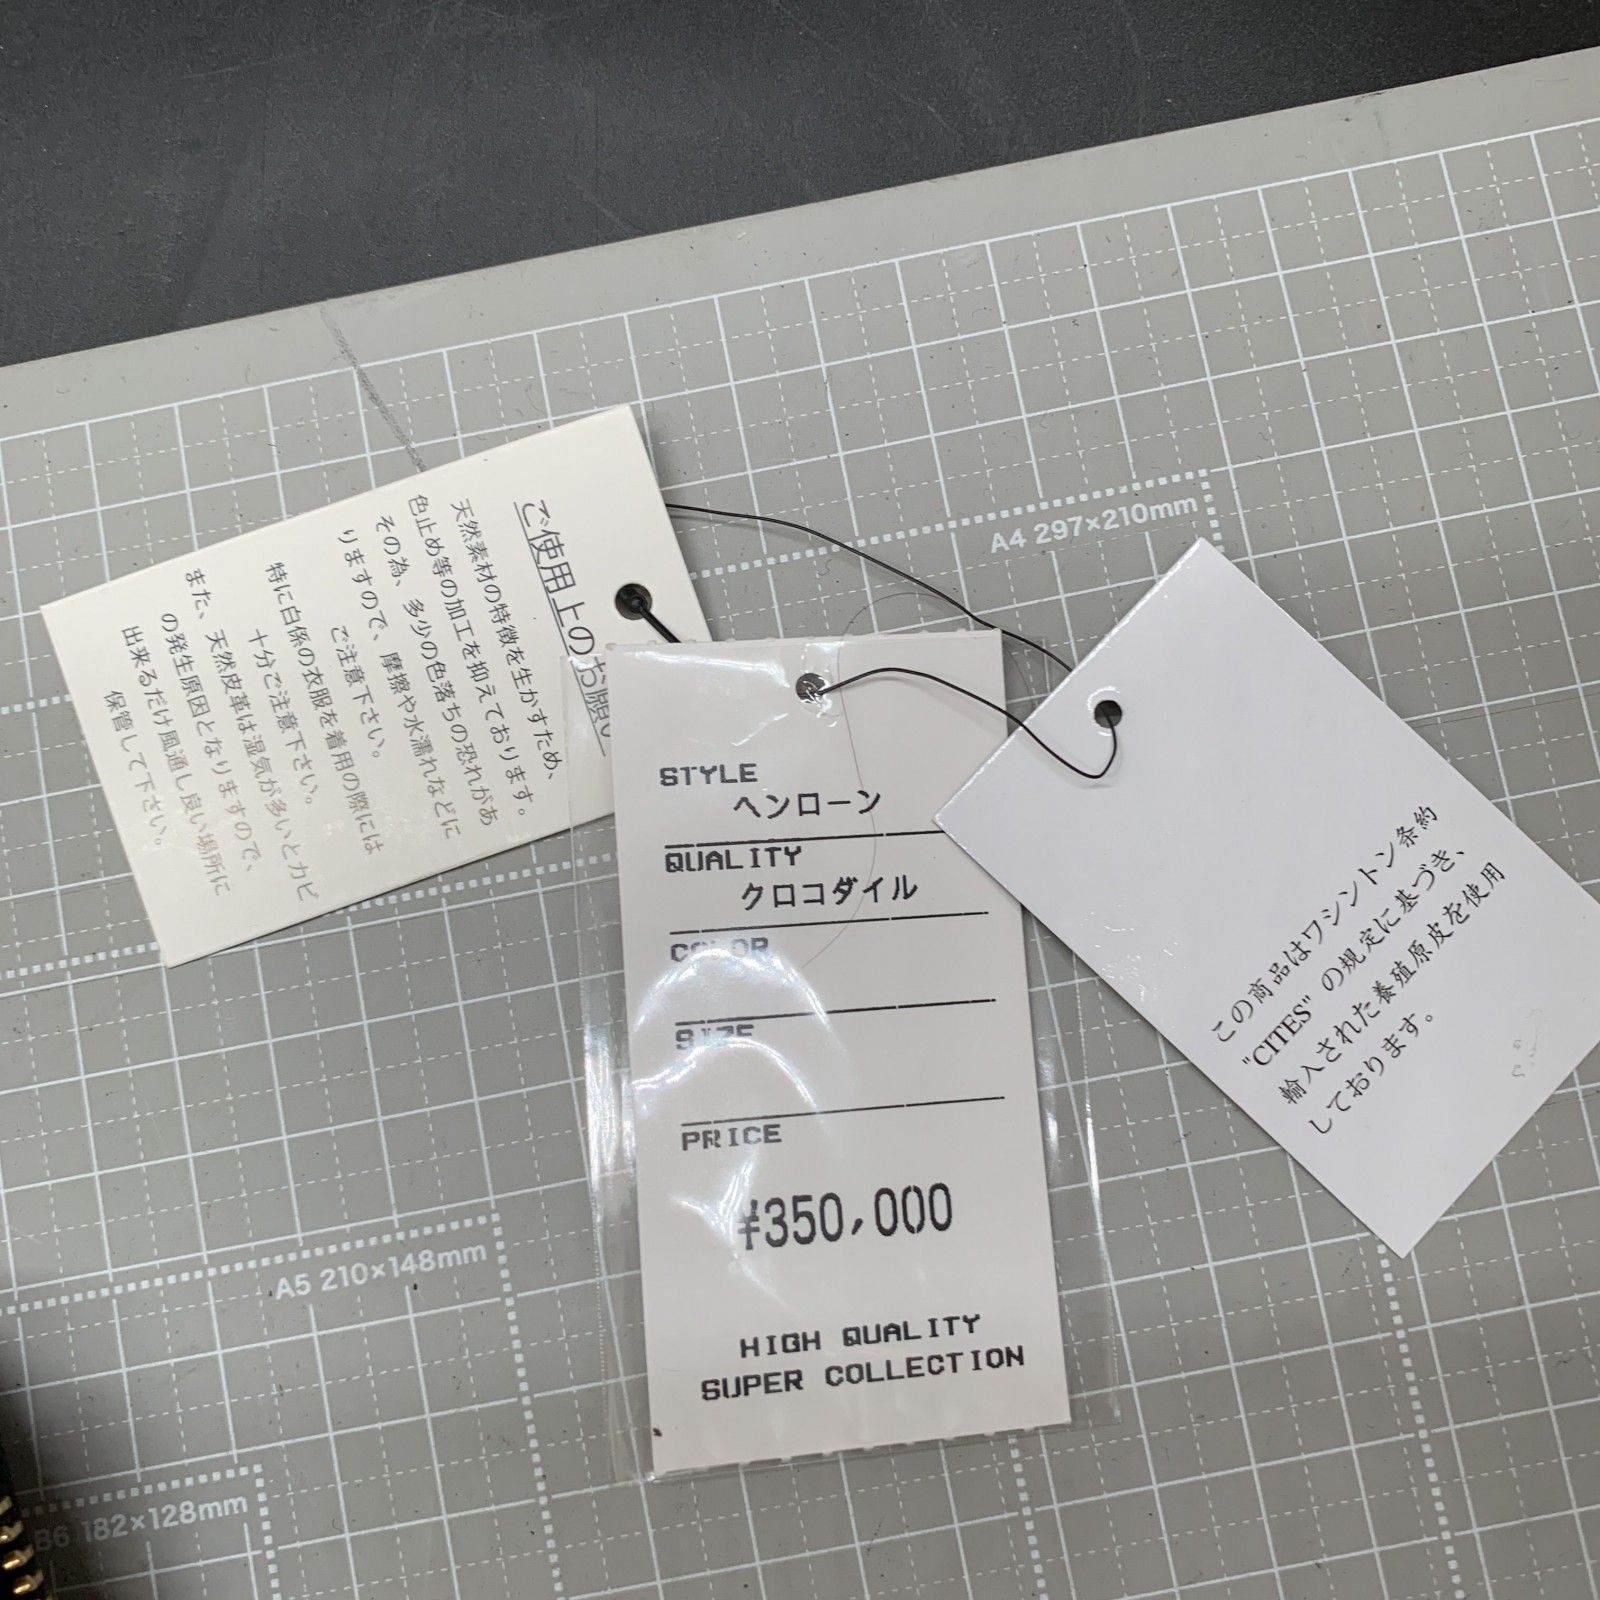 ご使用上のお願い
天然素材の特徴を生かすため、
色止め等の加工を抑えております。
その為、多少の色落ちの恐れがあ
りますので、摩擦や水濡れなどに
ご注意下さい。
特に白係の衣服を着用の際には
十分ご注意下さい。
また、天然皮革は湿気が多いとカビ
の発生原因となりますので、
出来るだけ風通し良い場所に
保管して下さい。
STYLE
ヘンローン
QUALITY
クロコダイル
COLOR
SIZE
PRICE
¥350,000
HIGH QUALITY
SUPER COLLECTION
この商品はワシントン条約
"CITES" の規定に基づき、
輸入された養殖原皮を使用
しております。
A4 297×210mm
A5 210×148mm
B6 182×128mm